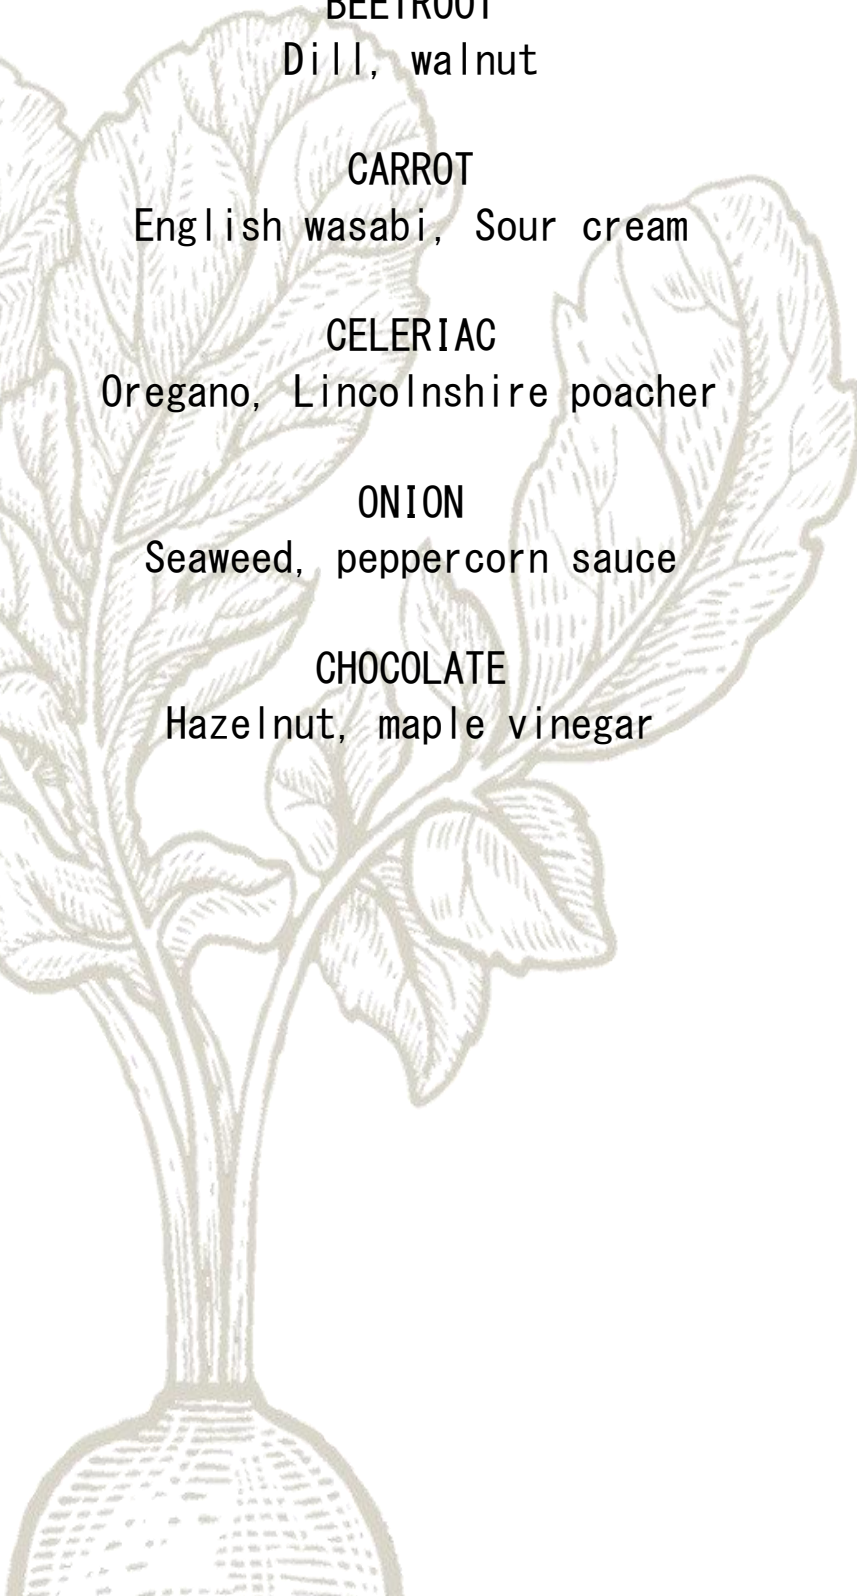 BEETROOT
Dill, walnut
CARROT
English wasabi, Sour cream
CELERIAC
Oregano, Lincolnshire poacher
ONION
Seaweed, peppercorn sauce
CHOCOLATE
Hazelnut, maple vinegar